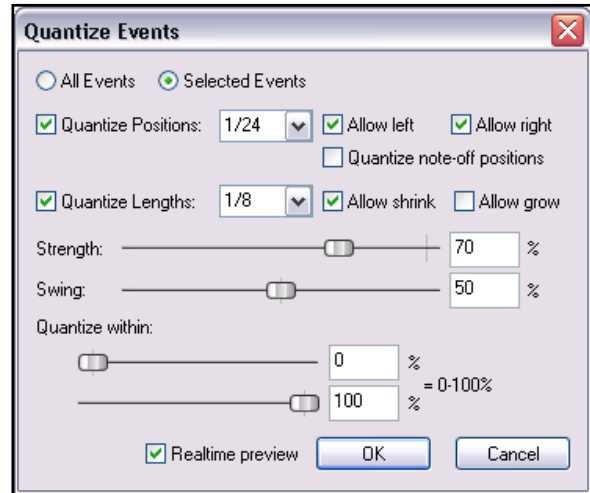 Quantize Events
All Events Selected Events
Quantize Positions: 1/24 Allow left Allow right
Quantize note-off positions
Quantize Lengths: 1/8 Allow shrink Allow grow
Strength: 70 %
Swing: 50 %
Quantize within:
0 %
= 0-100%
100 %
Realtime preview OK Cancel